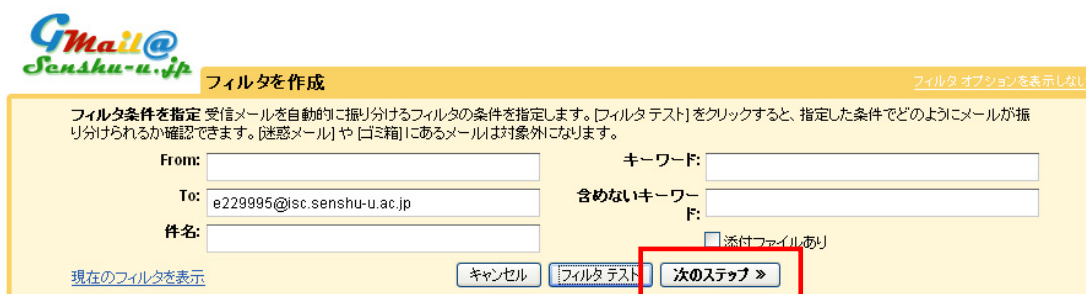 GMail@
Senshu-u.jp
フィルタを作成
フィルタ オプションを表示しない
フィルタ条件を指定 受信メールを自動的に振り分けるフィルタの条件を指定します。[フィルタ テスト] をクリックすると、指定した条件でどのようにメールが振
り分けられるか確認できます。[迷惑メール] や [ゴミ箱] にあるメールは対象外になります。
From:
キーワード:
To: e229995@isc.senshu-u.ac.jp
含めないキーワー
ド:
件名:
添付ファイルあり
現在のフィルタを表示
キャンセル フィルタ テスト 次のステップ »